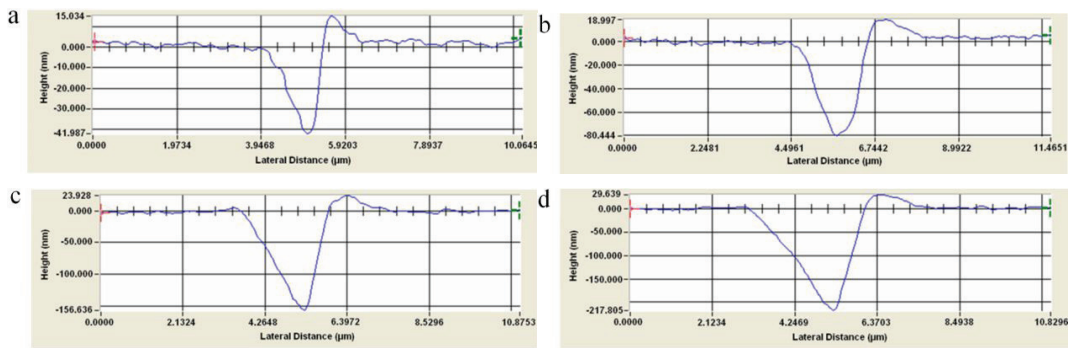 a
15.034
0.000
-10.000
-20.000
-30.000
-41.987
Height (nm)
0.0000 1.9734 3.9468 5.9203 7.8937 10.0645
Lateral Distance (µm)
b
18.997
0.000
-20.000
-40.000
-60.000
-80.444
Height (nm)
0.0000 2.2481 4.4961 6.7442 8.9922 11.4651
Lateral Distance (µm)
c
23.928
0.000
-50.000
-100.000
-156.636
Height (nm)
0.0000 2.1324 4.2648 6.3972 8.5296 10.8753
Lateral Distance (µm)
d
29.639
0.000
-50.000
-100.000
-150.000
-217.805
Height (nm)
0.0000 2.1234 4.2469 6.3703 8.4938 10.8296
Lateral Distance (µm)